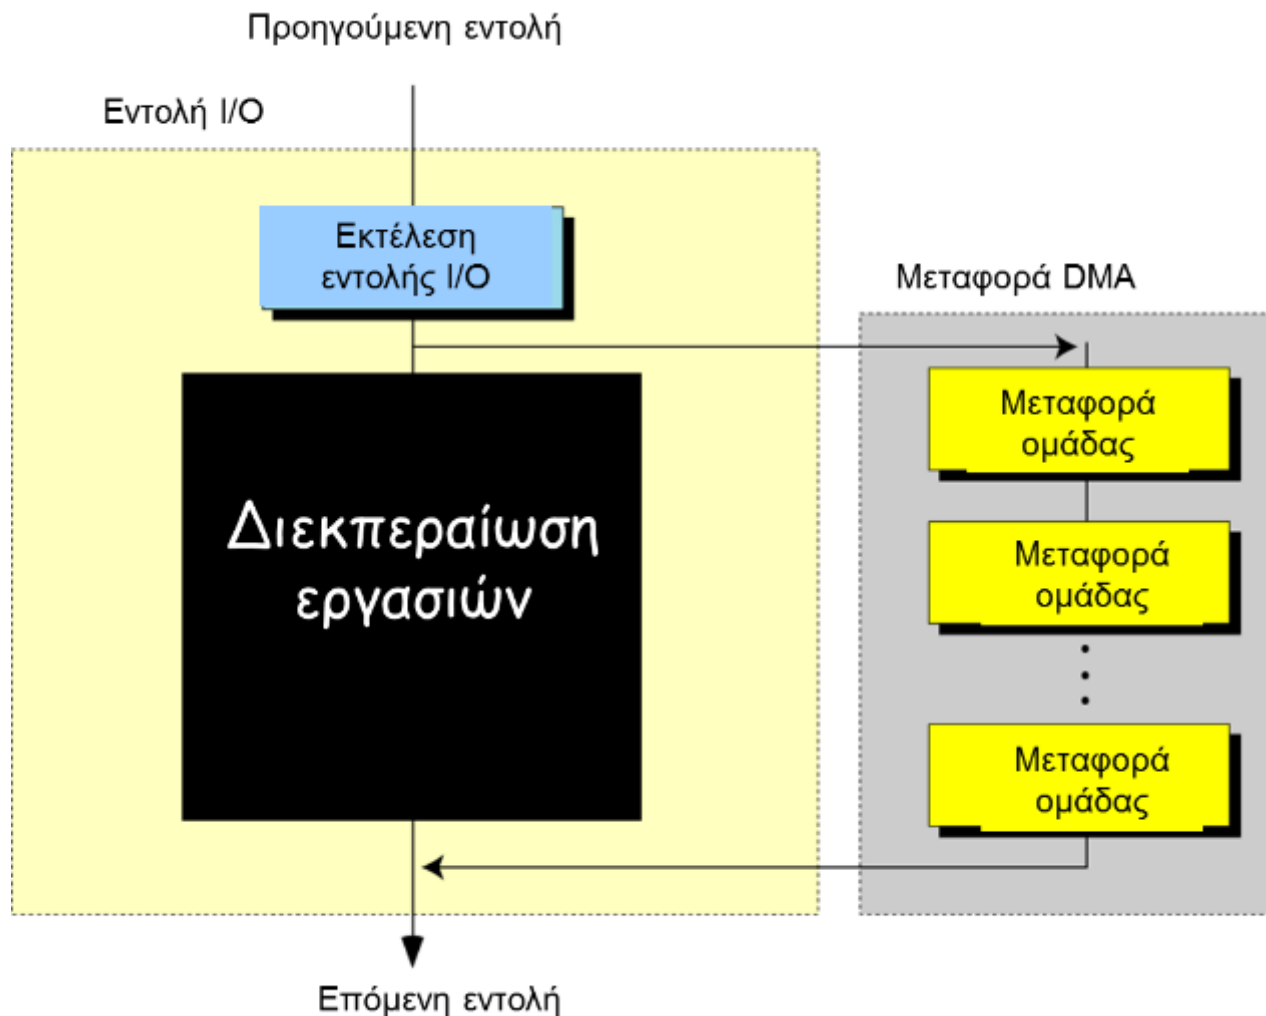 Προηγούμενη εντολή
Εντολή I/O
Εκτέλεση
εντολής I/O
Μεταφορά DMA
Μεταφορά
ομάδας
Διεκπεραίωση
εργασιών
Μεταφορά
ομάδας
Μεταφορά
ομάδας
Επόμενη εντολή